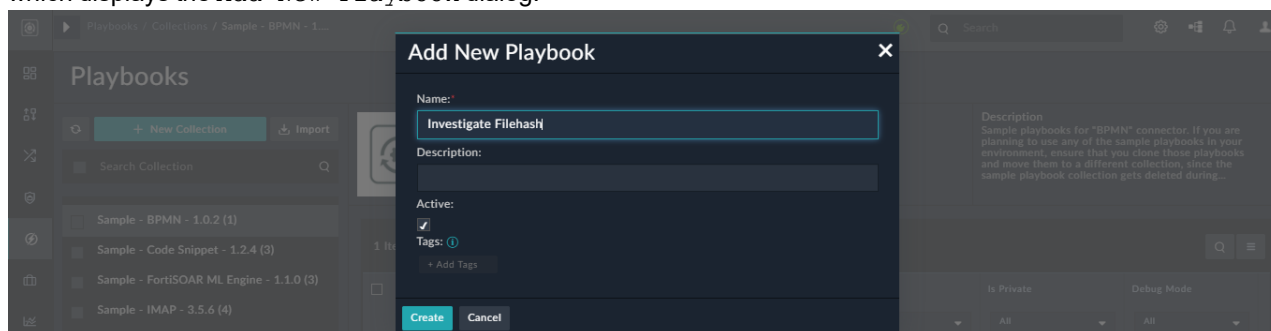 which displays the Add New Playbook dialog.
Playbooks / Collections / Sample - BPMN - 1....
Search
Add New Playbook
Playbooks
Name:*
+ New Collection
Import
Investigate Filehash
Description
Sample playbooks for "BPMN" connector. If you are
planning to use any of the sample playbooks in your
environment, ensure that you clone those playbooks
and move them to a different collection, since the
sample playbook collection gets deleted during...
Description:
Search Collection
Active:
Sample - BPMN - 1.0.2 (1)
Tags:
Sample - Code Snippet - 1.2.4 (3)
1 Ite
+ Add Tags
Sample - FortiSOAR ML Engine - 1.1.0 (3)
Is Private
Debug Mode
Sample - IMAP - 3.5.6 (4)
Create
Cancel
All
All